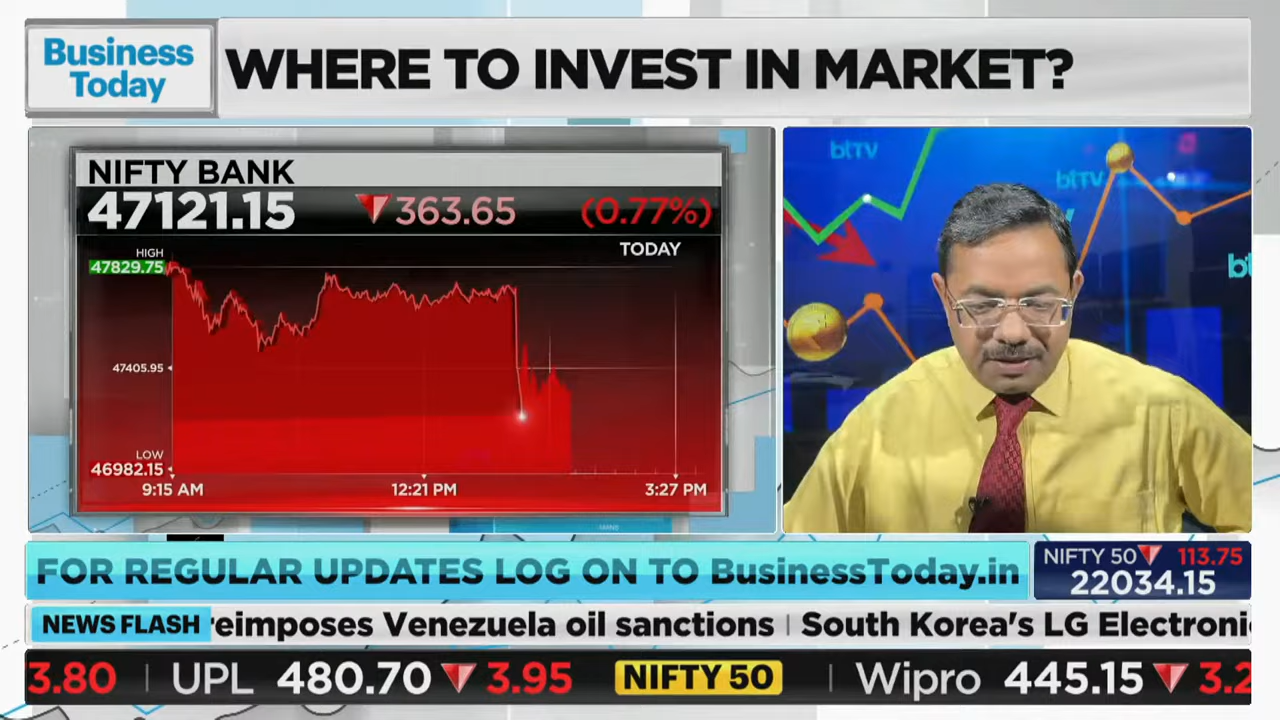 Business
Today
WHERE TO INVEST IN MARKET?
NIFTY BANK
47121.15 363.65 (0.77%)
TODAY
HIGH
47829.75
47405.95
LOW
46982.15
9:15 AM 12:21 PM 3:27 PM
btTV
btTV
bt
FOR REGULAR UPDATES LOG ON TO BusinessToday.in
NIFTY 50 113.75
22034.15
NEWS FLASH reimposes Venezuela oil sanctions | South Korea's LG Electroni
3.80 | UPL 480.70 3.95 NIFTY 50 | Wipro 445.15 3.2